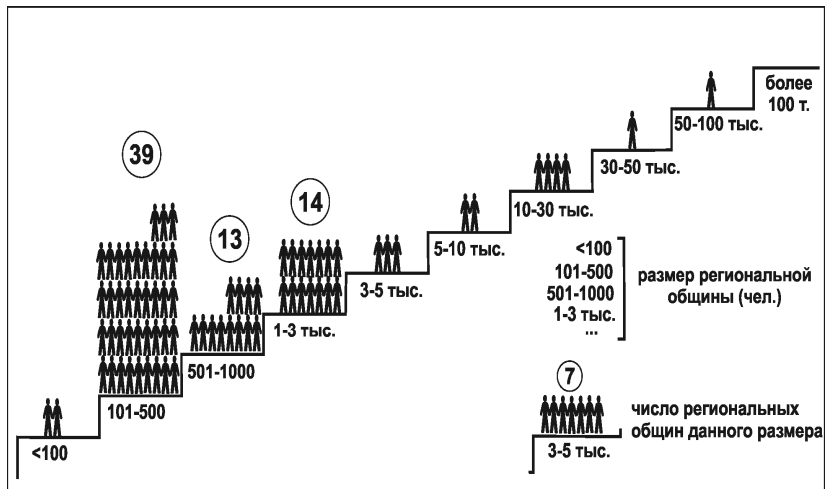 39
13
14
<100
101-500
501-1000
1-3 тыс.
3-5 тыс.
5-10 тыс.
10-30 тыс.
30-50 тыс.
50-100 тыс.
более
100 т.
<100
101-500
501-1000
1-3 тыс.
...
размер региональной
общины (чел.)
7
3-5 тыс.
число региональных
общин данного размера